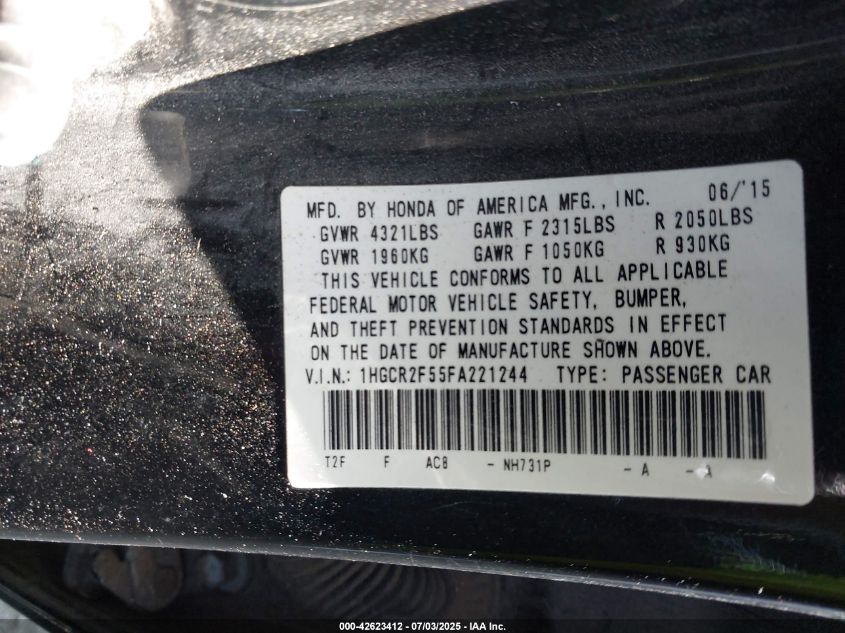 MFD. BY HONDA OF AMERICA MFG., INC. 06/'15
GVWR 4321LBS GAWR F 2315LBS R 2050LBS
GVWR 1960KG GAWR F 1050KG R 930KG
THIS VEHICLE CONFORMS TO ALL APPLICABLE
FEDERAL MOTOR VEHICLE SAFETY, BUMPER,
AND THEFT PREVENTION STANDARDS IN EFFECT
ON THE DATE OF MANUFACTURE SHOWN ABOVE.
V.I.N.: 1HGCR2F55FA221244 TYPE: PASSENGER CAR
T2F F AC8 - NH731P - A - A
000-42623412 | 07/03/2025 - IAA Inc.